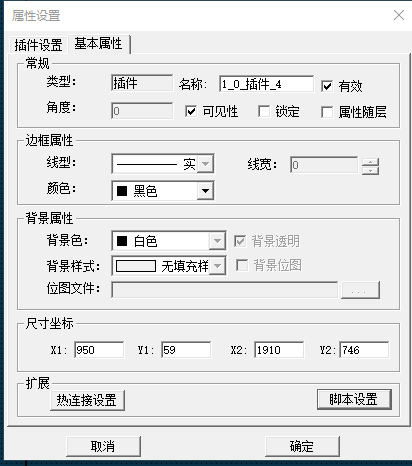 属性设置
插件设置 基本属性
常规
类型: 插件 名称: 1_0_插件_4 有效
角度: 0 可见性 锁定 属性随层
边框属性
线型: 实 线宽: 0
颜色: 黑色
背景属性
背景色: 白色 背景透明
背景样式: 无填充样 背景位图
位图文件: ...
尺寸坐标
X1: 950 Y1: 59 X2: 1910 Y2: 746
扩展
热连接设置 脚本设置
取消 确定